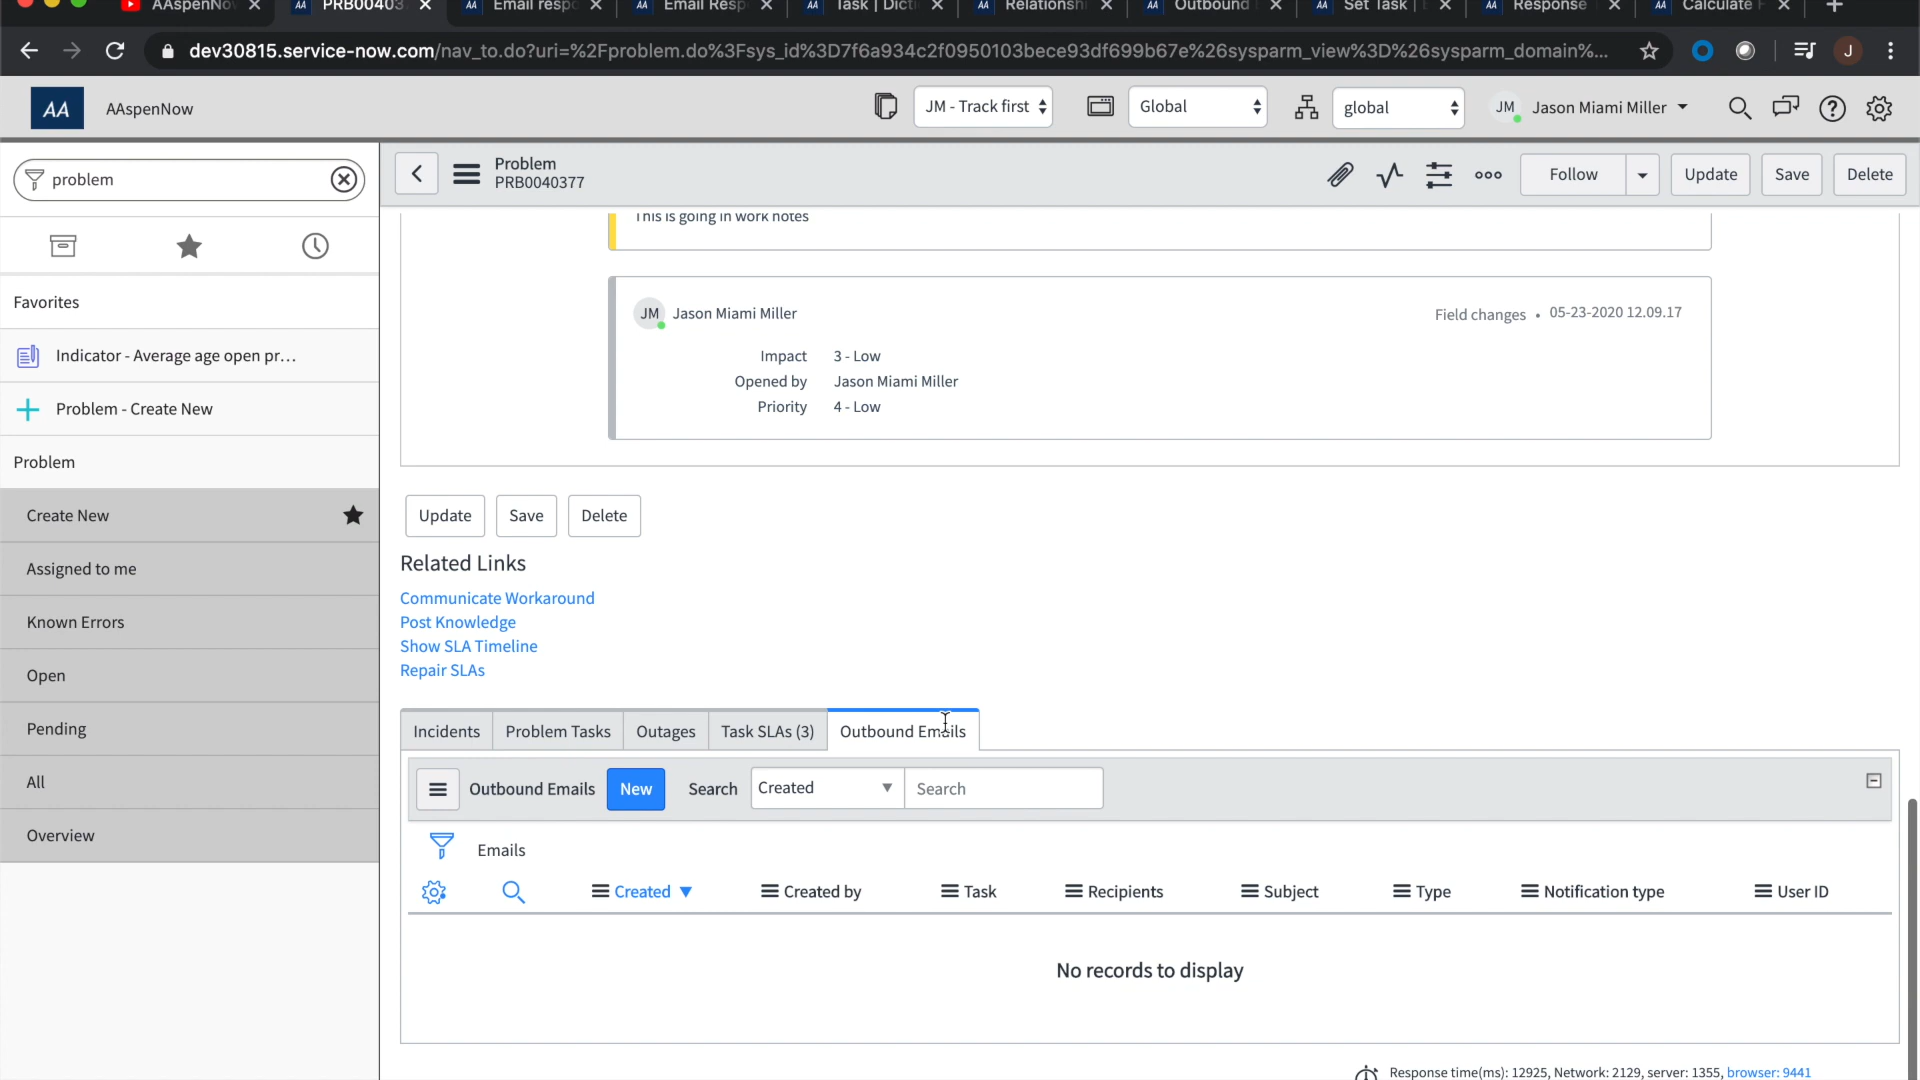 AAspenNow
PRB00403
Email respo
Email Resp
Task | Dicti
Relationshi
Outbound
Set Task |
Response
Calculate
dev30815.service-now.com/nav_to.do?uri=%2Fproblem.do%3Fsys_id%3D7f6a934c2f0950103bece93df699b67e%26sysparm_view%3D%26sysparm_domain%...
J
AA
AAspenNow
JM - Track first
Global
global
JM
Jason Miami Miller
problem
Problem
PRB0040377
Follow
Update
Save
Delete
Favorites
Indicator - Average age open pr...
Problem - Create New
Problem
Create New
Assigned to me
Known Errors
Open
Pending
All
Overview
This is going in work notes
JM
Jason Miami Miller
Field changes • 05-23-2020 12.09.17
Impact 3 - Low
Opened by Jason Miami Miller
Priority 4 - Low
Update
Save
Delete
Related Links
Communicate Workaround
Post Knowledge
Show SLA Timeline
Repair SLAs
Incidents
Problem Tasks
Outages
Task SLAs (3)
Outbound Emails
Outbound Emails
New
Search
Created
Search
Emails
Created
Created by
Task
Recipients
Subject
Type
Notification type
User ID
No records to display
Response time(ms): 12925, Network: 2129, server: 1355, browser: 9441